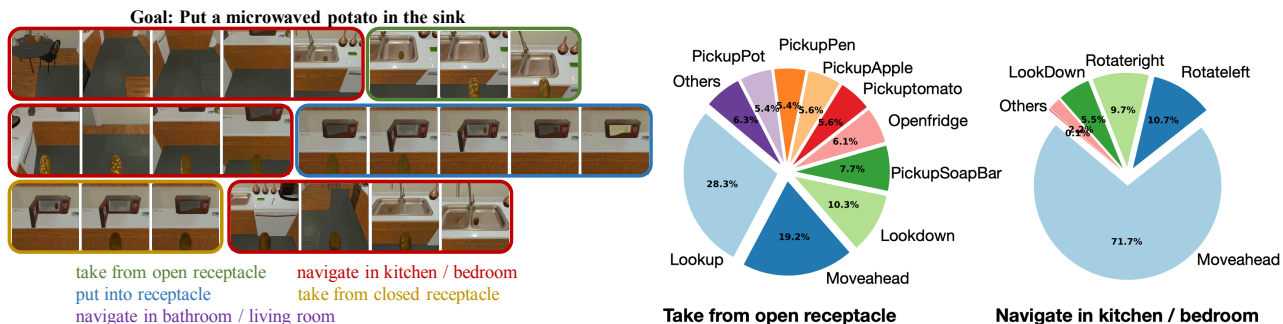 Goal: Put a microwaved potato in the sink
take from open receptacle
navigate in kitchen / bedroom
put into receptacle
take from closed receptacle
navigate in bathroom / living room
PickupPen
PickupPot
PickupApple
Others
Pickuptomato
Openfridge
PickupSoapBar
Lookdown
Moveahead
Lookup
5.4%
5.4%
5.6%
5.6%
6.3%
6.1%
7.7%
10.3%
19.2%
28.3%
Take from open receptacle
Rotateright
LookDown
Rotateleft
Others
Moveahead
9.7%
5.5%
10.7%
2.2%
0.1%
71.7%
Navigate in kitchen / bedroom